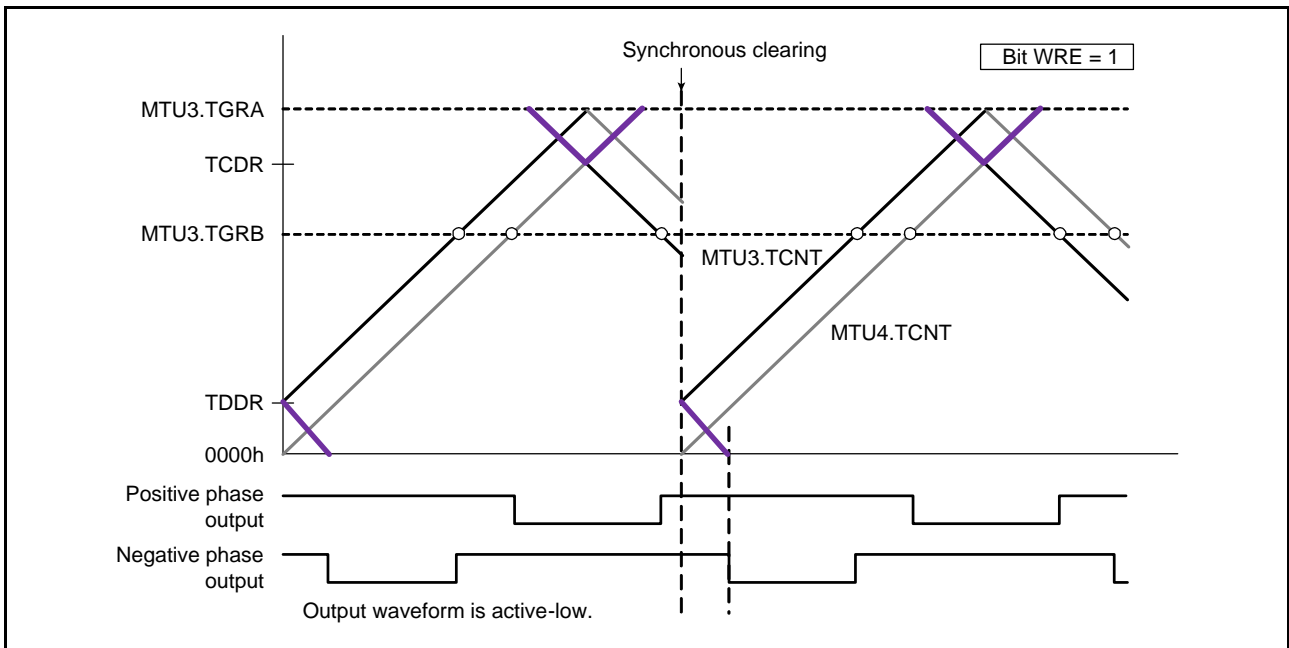 Synchronous clearing
Bit WRE = 1
MTU3.TGRA
TCDR
MTU3.TGRB
MTU3.TCNT
MTU4.TCNT
TDDR
0000h
Positive phase
output
Negative phase
output
Output waveform is active-low.